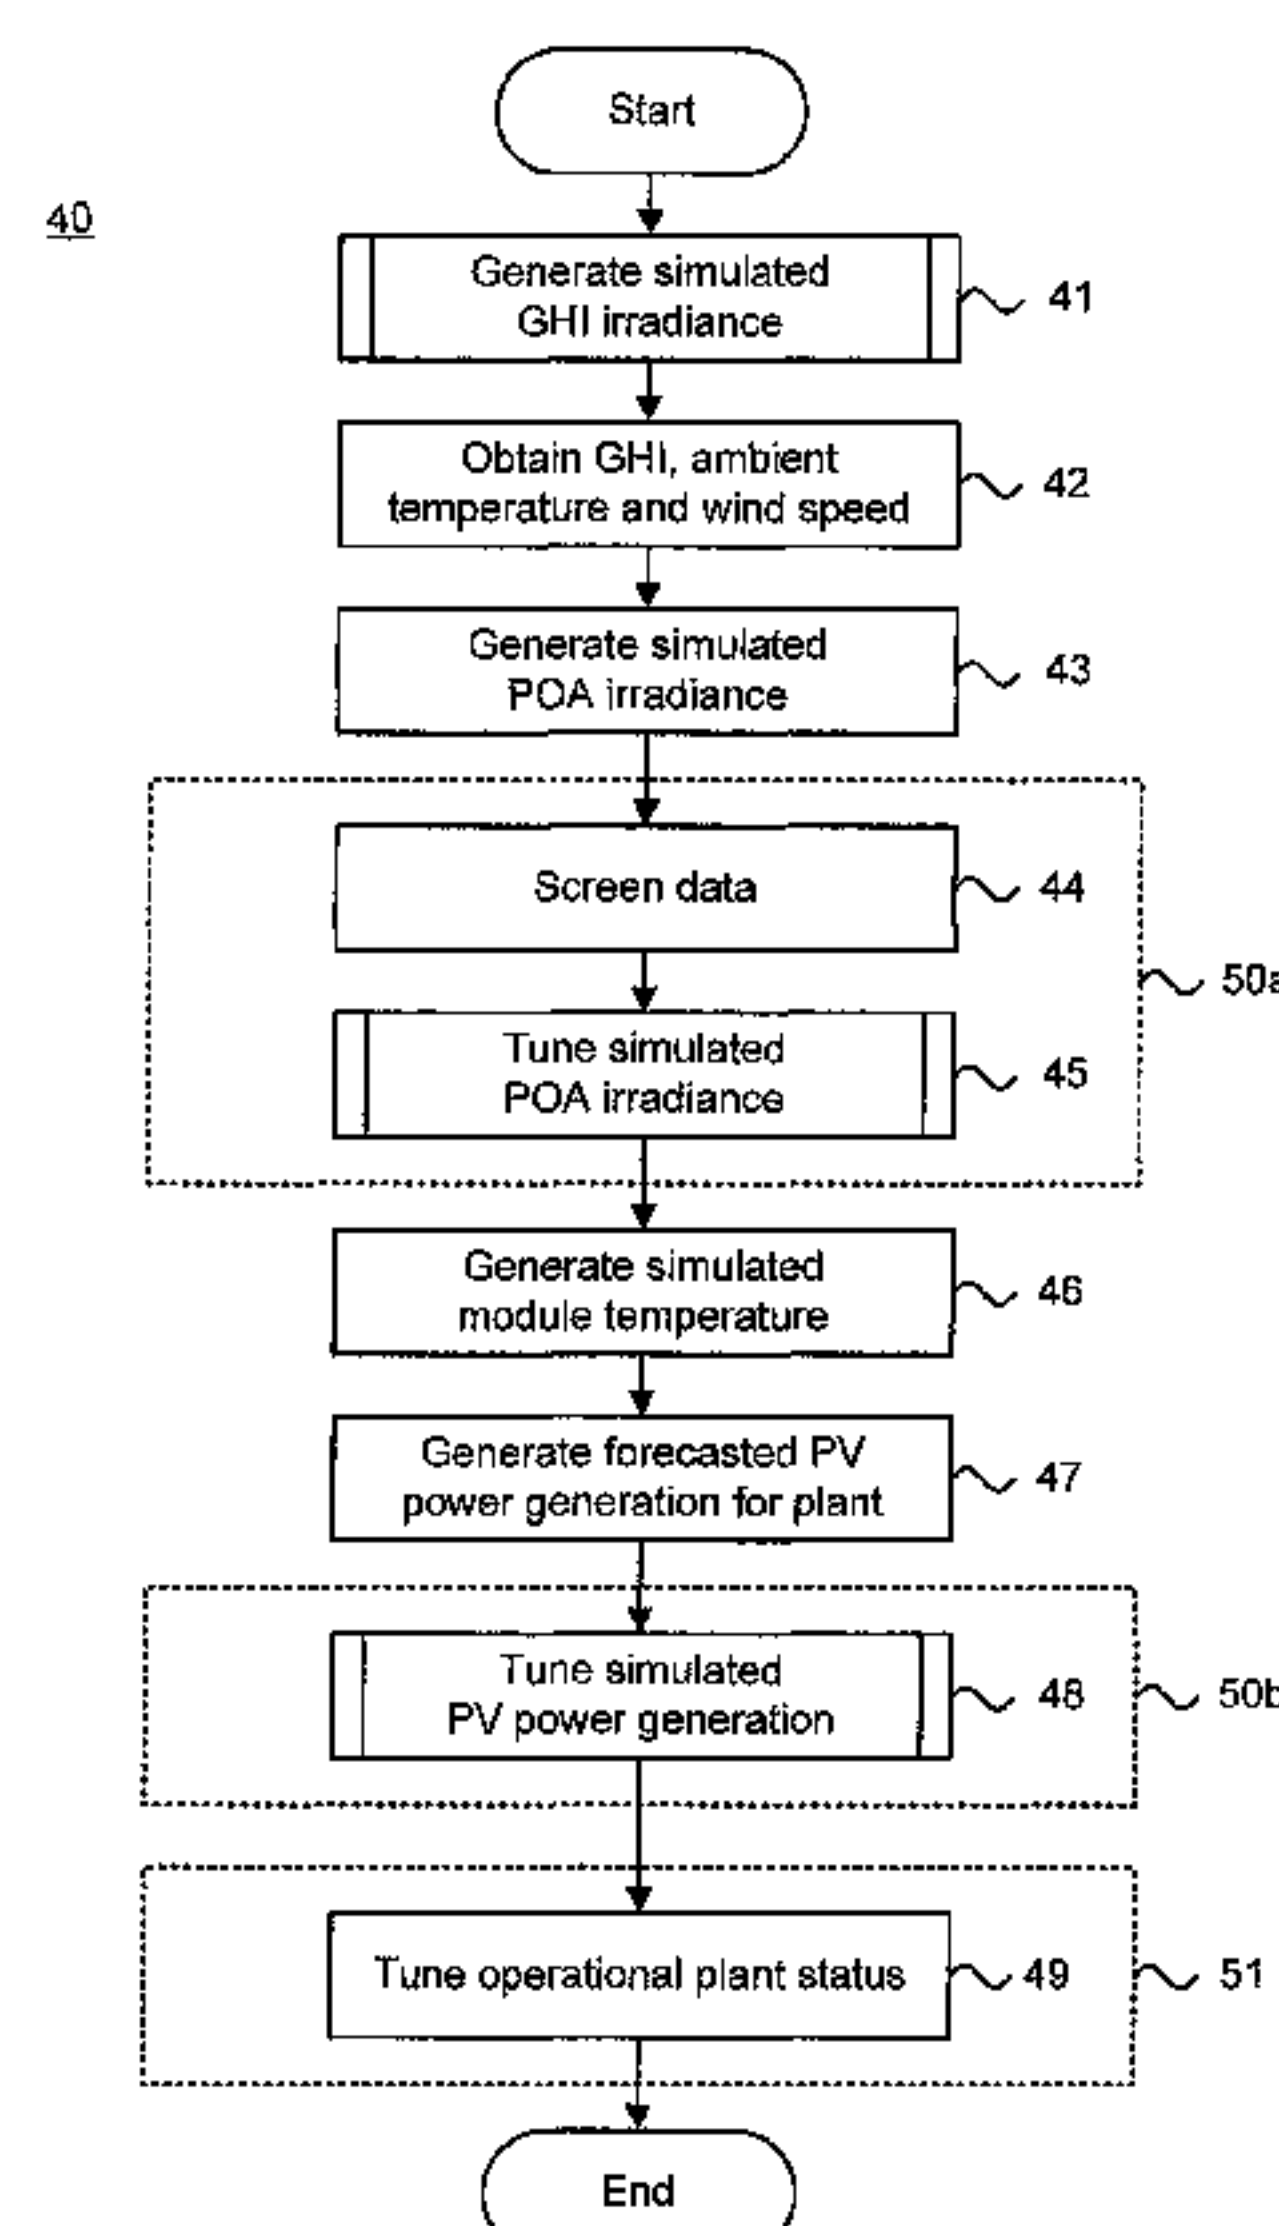 Start
40
Generate simulated
GHI irradiance
41
Obtain GHI, ambient
temperature and wind speed
42
Generate simulated
POA irradiance
43
Screen data
44
50a
Tune simulated
POA irradiance
45
Generate simulated
module temperature
46
Generate forecasted PV
power generation for plant
47
Tune simulated
PV power generation
48
50b
Tune operational plant status
49
51
End